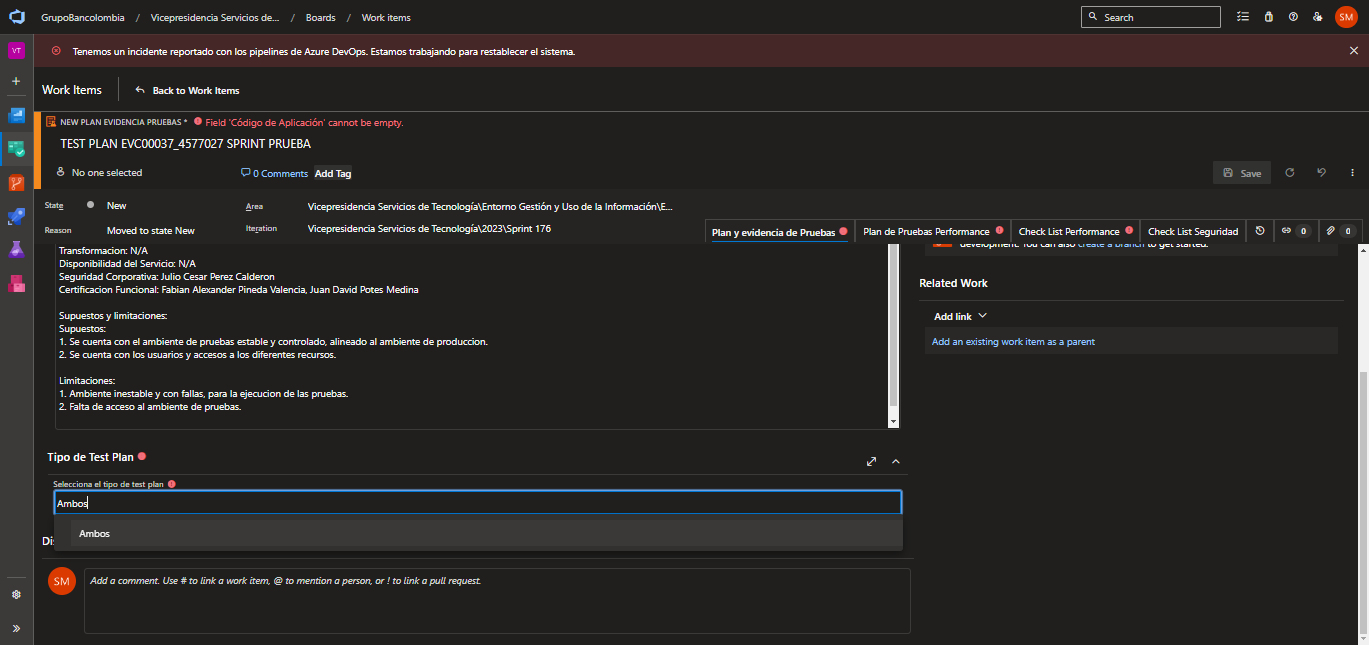 GrupoBancolombia / Vicepresidencia Servicios de... / Boards / Work items
Search
SM
VT
Tenemos un incidente reportado con los pipelines de Azure DevOps. Estamos trabajando para restablecer el sistema.
Work Items
Back to Work Items
NEW PLAN EVIDENCIA PRUEBAS * Field 'Código de Aplicación' cannot be empty.
TEST PLAN EVC00037_4577027 SPRINT PRUEBA
No one selected
0 Comments
Add Tag
Save
State New
Area Vicepresidencia Servicios de Tecnología\Entorno Gestión y Uso de la Información\E...
Reason Moved to state New
Iteration Vicepresidencia Servicios de Tecnología\2023\Sprint 176
Plan y evidencia de Pruebas
Plan de Pruebas Performance
Check List Performance
Check List Seguridad
0
0
Transformacion: N/A
Disponibilidad del Servicio: N/A
Seguridad Corporativa: Julio Cesar Perez Calderon
Certificacion Funcional: Fabian Alexander Pineda Valencia, Juan David Potes Medina
Supuestos y limitaciones:
Supuestos:
1. Se cuenta con el ambiente de pruebas estable y controlado, alineado al ambiente de produccion.
2. Se cuenta con los usuarios y accesos a los diferentes recursos.
Limitaciones:
1. Ambiente inestable y con fallas, para la ejecucion de las pruebas.
2. Falta de acceso al ambiente de pruebas.
development. You can also create a branch to get started.
Related Work
Add link
Add an existing work item as a parent
Tipo de Test Plan
Selecciona el tipo de test plan
Ambos
Ambos
Di
SM
Add a comment. Use # to link a work item, @ to mention a person, or ! to link a pull request.